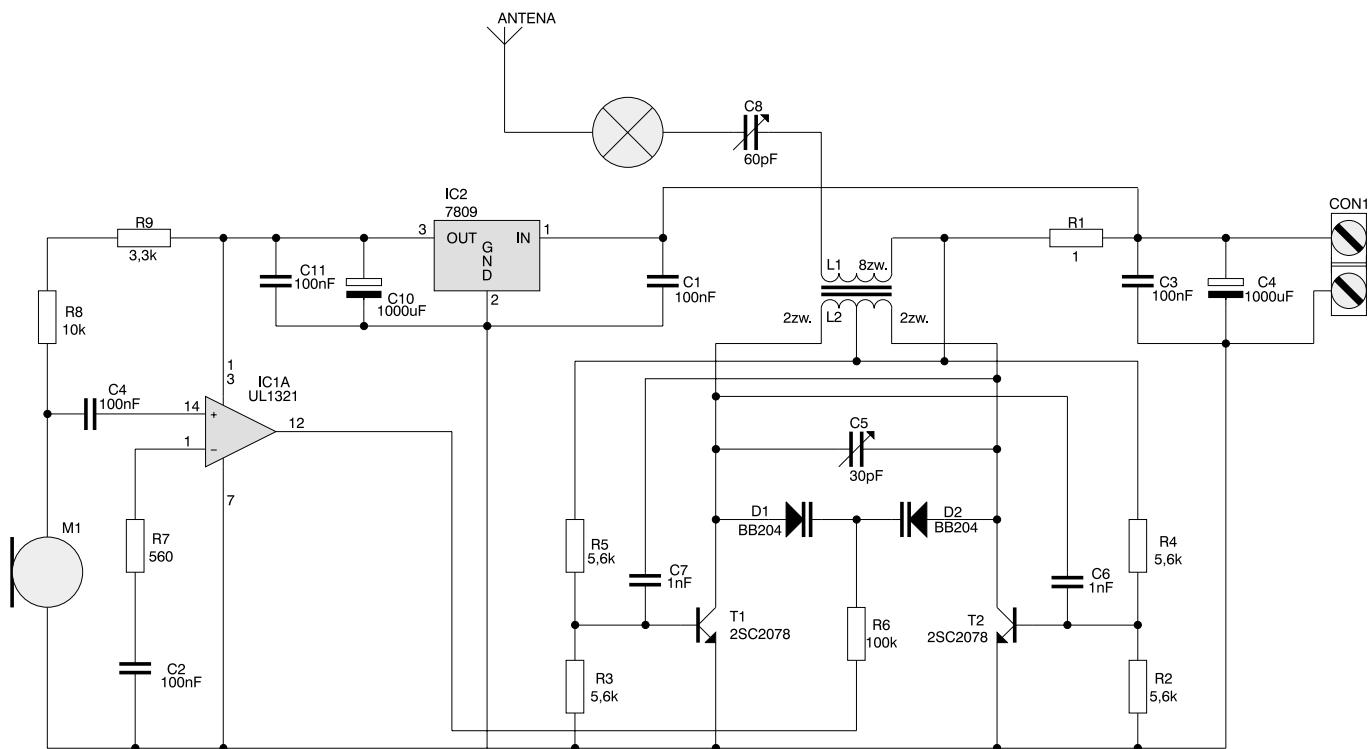 ANTENA
C8
60pF
IC2
7809
3 OUT IN 1
GND
2
R9
3,3k
R8
10k
C11
100nF
C10
1000uF
C1
100nF
L1 8zw.
2zw. L2 2zw.
R1
1
CON1
C3
100nF
C4
1000uF
C4
100nF
1
3
IC1A
UL1321
14 +
1 −
12
7
M1
R7
560
C2
100nF
C5
30pF
D1
BB204
D2
BB204
R5
5,6k
C7
1nF
R4
5,6k
C6
1nF
T1
2SC2078
R6
100k
T2
2SC2078
R3
5,6k
R2
5,6k